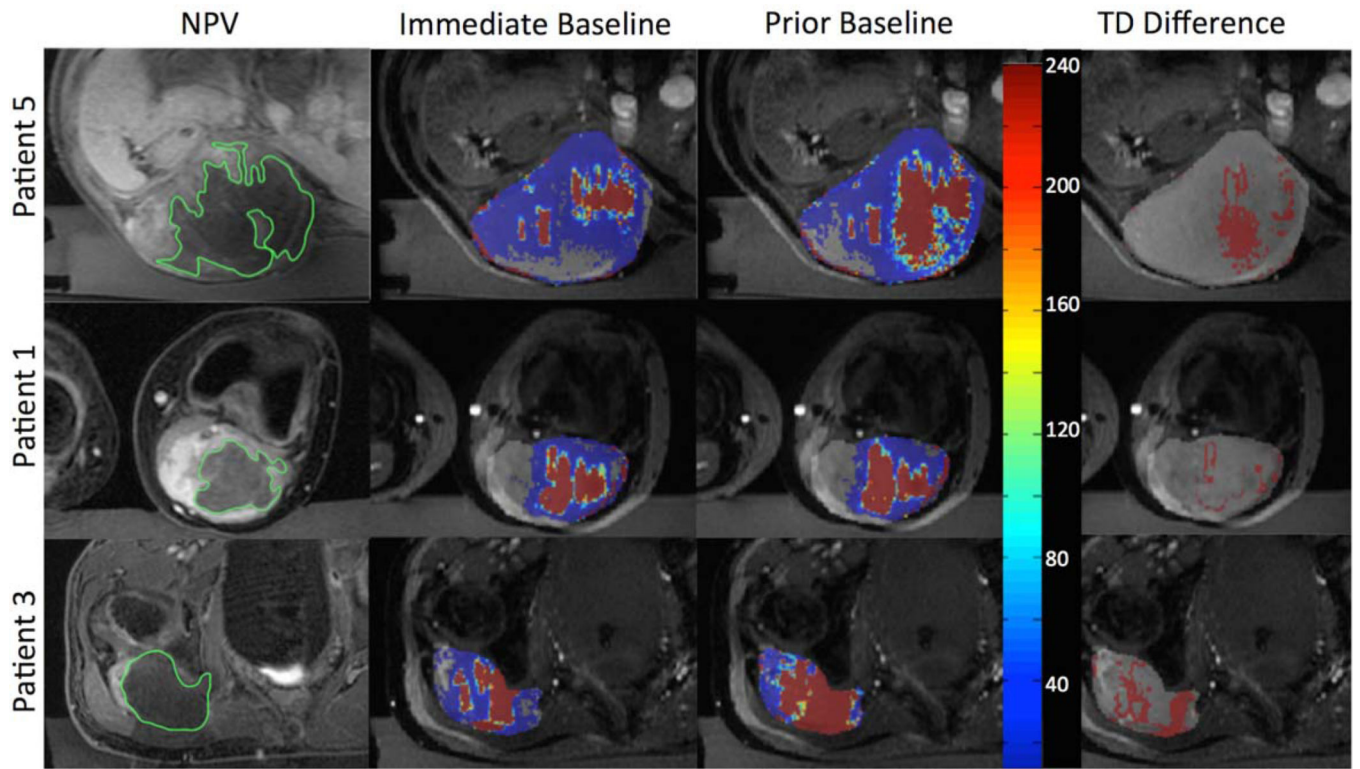 NPV Immediate Baseline Prior Baseline TD Difference
Patient 5
240
200
160
Patient 1
120
80
Patient 3
40